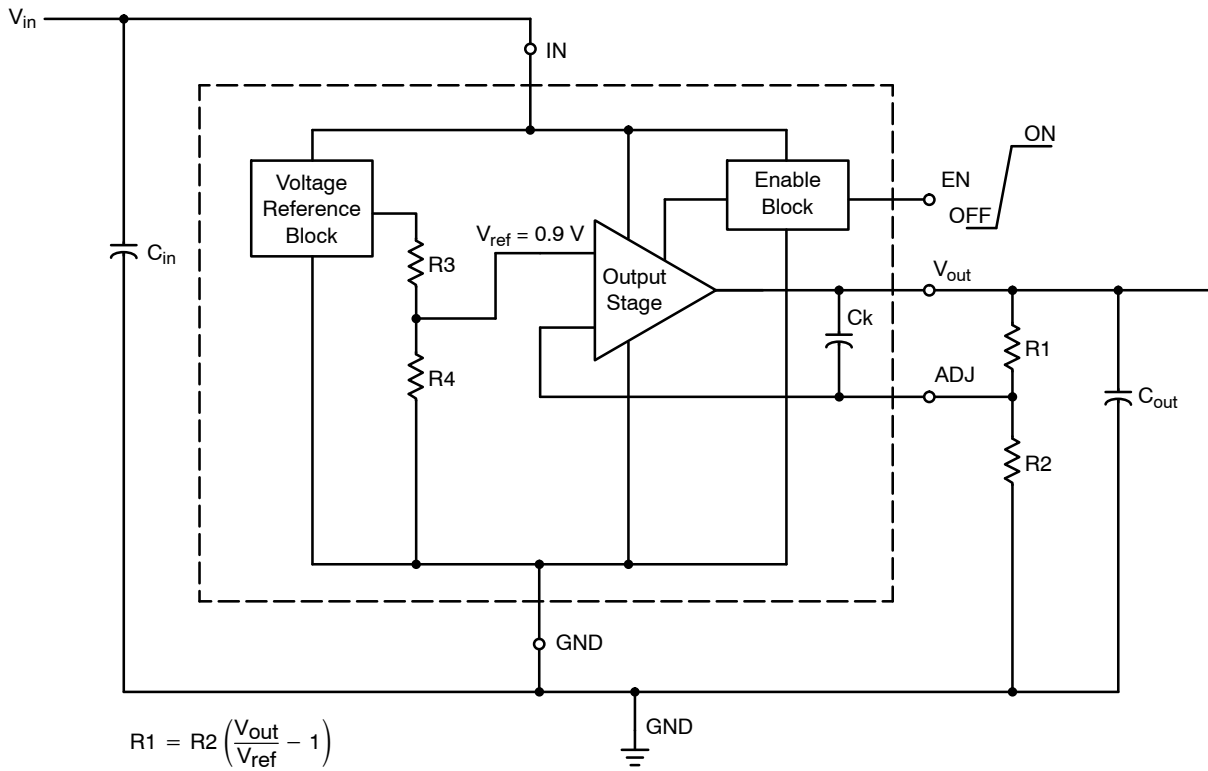 Vin
IN
Voltage
Reference
Block
Enable
Block
EN
ON
OFF
Cin
R3
Vref = 0.9 V
Output
Stage
Vout
Ck
R1
R4
ADJ
Cout
R2
GND
GND
R1 = R2 (Vout/Vref − 1)